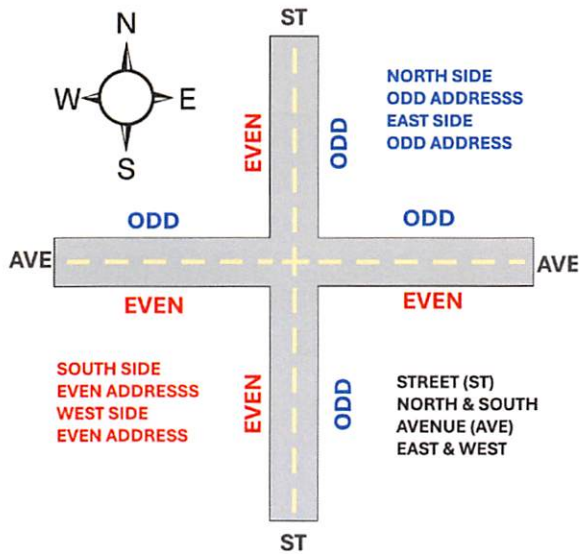 ST
N
W
E
S
NORTH SIDE
ODD ADDRESSS
EAST SIDE
ODD ADDRESS
EVEN
ODD
ODD
ODD
AVE
AVE
EVEN
EVEN
SOUTH SIDE
EVEN ADDRESSS
WEST SIDE
EVEN ADDRESS
EVEN
ODD
STREET (ST)
NORTH & SOUTH
AVENUE (AVE)
EAST & WEST
ST